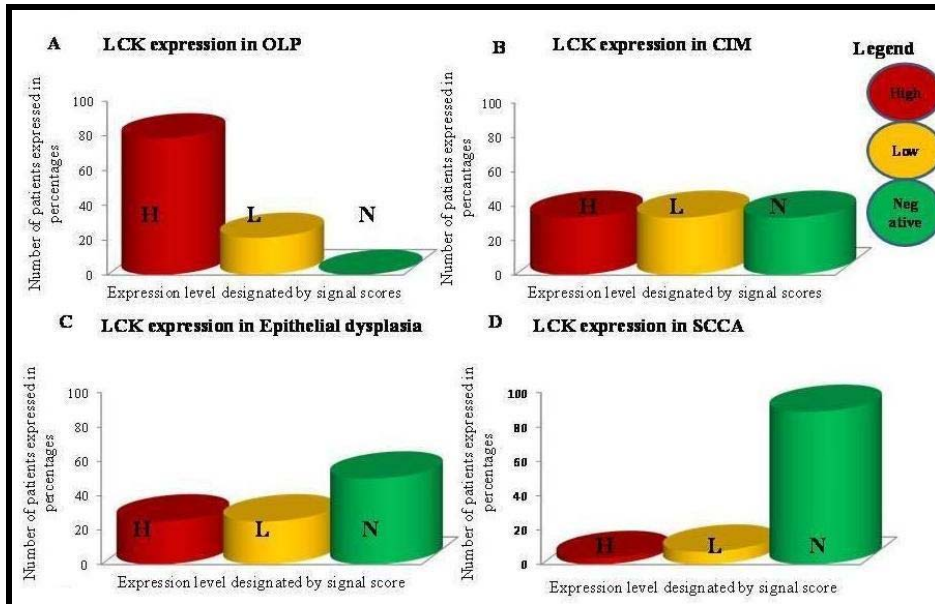 A LCK expression in OLP
Number of patients expressed in
percentages
100
80
60
40
20
0
H L N
Expression level designated by signal scores
B LCK expression in CIM
Number of patients expressed in
percantages
100
80
60
40
20
0
H L N
Expression level designated by signal scores
Legend
High
Low
Neg
ative
C LCK expression in Epithelial dysplasia
Number of patients expressed in
percentages
100
80
60
40
20
0
H L N
Expression level designated by signal score
D LCK expression in SCCA
Number of patients expressed in
percentages
100
80
60
40
20
0
H L N
Expression level designated by signal scores